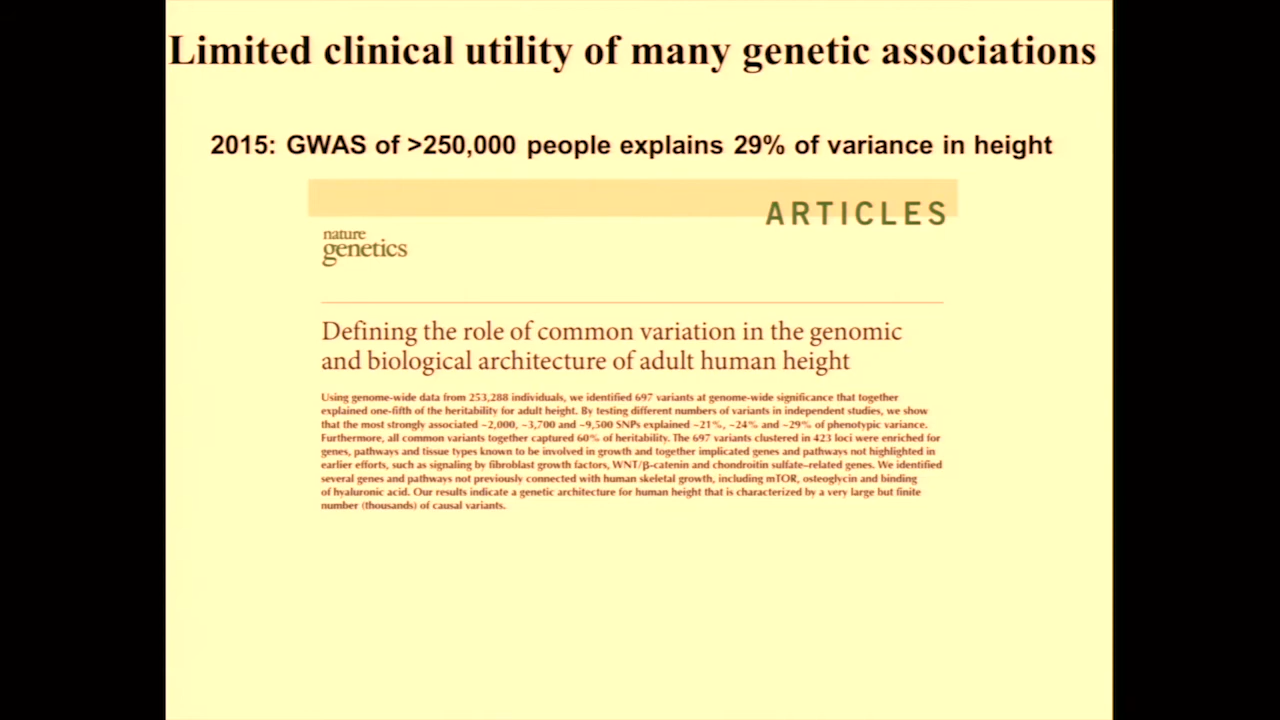 Limited clinical utility of many genetic associations
2015: GWAS of >250,000 people explains 29% of variance in height
ARTICLES
nature
genetics
Defining the role of common variation in the genomic
and biological architecture of adult human height
Using genome-wide data from 253,288 individuals, we identified 697 variants at genome-wide significance that together
explained one-fifth of the heritability for adult height. By testing different numbers of variants in independent studies, we show
that the most strongly associated ~2,000, ~3,700 and ~9,500 SNPs explained ~21%, ~24% and ~29% of phenotypic variance.
Furthermore, all common variants together captured 60% of heritability. The 697 variants clustered in 423 loci were enriched for
genes, pathways and tissue types known to be involved in growth and together implicated genes and pathways not highlighted in
earlier efforts, such as signaling by fibroblast growth factors, WNT/β-catenin and chondroitin sulfate–related genes. We identified
several genes and pathways not previously connected with human skeletal growth, including mTOR, osteoglycin and binding
of hyaluronic acid. Our results indicate a genetic architecture for human height that is characterized by a very large but finite
number (thousands) of causal variants.